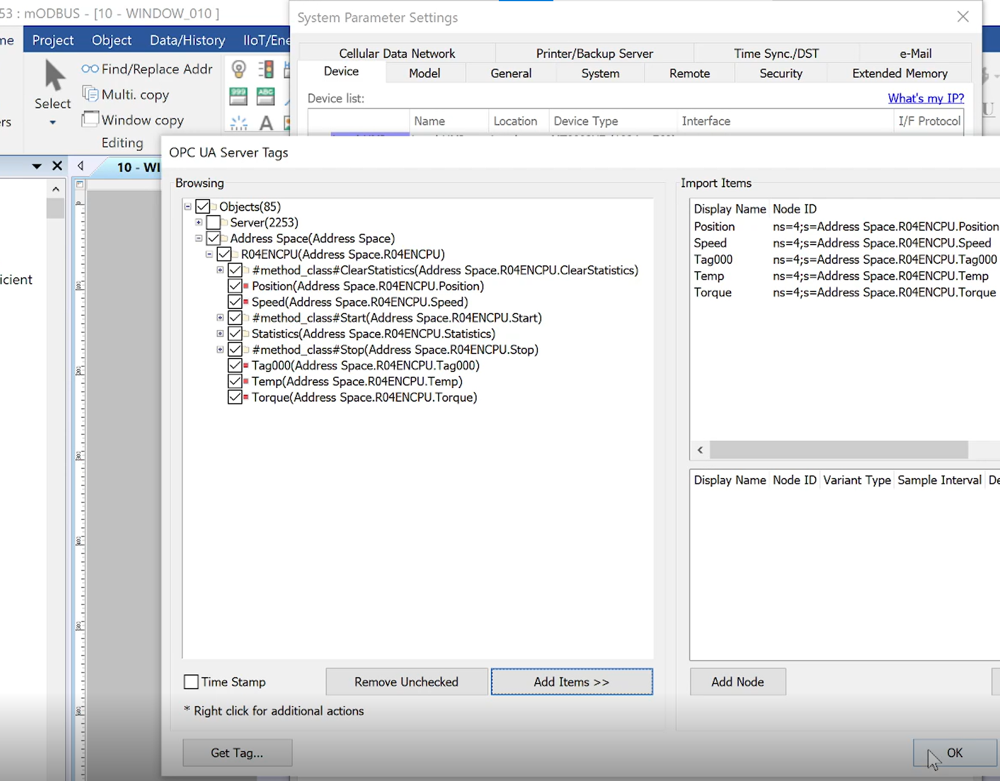 53 : mODBUS - [10 - WINDOW_010 ]
System Parameter Settings
me Project Object Data/History IIoT/Ene
Cellular Data Network Printer/Backup Server Time Sync./DST e-Mail
Device Model General System Remote Security Extended Memory
Find/Replace Addr
Multi. copy
Select
Window copy
ers
Editing
Device list: What's my IP?
Name Location Device Type Interface I/F Protocol
10 - WI
icient
OPC UA Server Tags
Browsing
Objects(85)
Server(2253)
Address Space(Address Space)
R04ENCPU(Address Space.R04ENCPU)
#method_class#ClearStatistics(Address Space.R04ENCPU.ClearStatistics)
Position(Address Space.R04ENCPU.Position)
Speed(Address Space.R04ENCPU.Speed)
#method_class#Start(Address Space.R04ENCPU.Start)
Statistics(Address Space.R04ENCPU.Statistics)
#method_class#Stop(Address Space.R04ENCPU.Stop)
Tag000(Address Space.R04ENCPU.Tag000)
Temp(Address Space.R04ENCPU.Temp)
Torque(Address Space.R04ENCPU.Torque)
Time Stamp Remove Unchecked Add Items >>
* Right click for additional actions
Get Tag...
Import Items
Display Name Node ID
Position ns=4;s=Address Space.R04ENCPU.Position
Speed ns=4;s=Address Space.R04ENCPU.Speed
Tag000 ns=4;s=Address Space.R04ENCPU.Tag000
Temp ns=4;s=Address Space.R04ENCPU.Temp
Torque ns=4;s=Address Space.R04ENCPU.Torque
Display Name Node ID Variant Type Sample Interval De
Add Node
OK